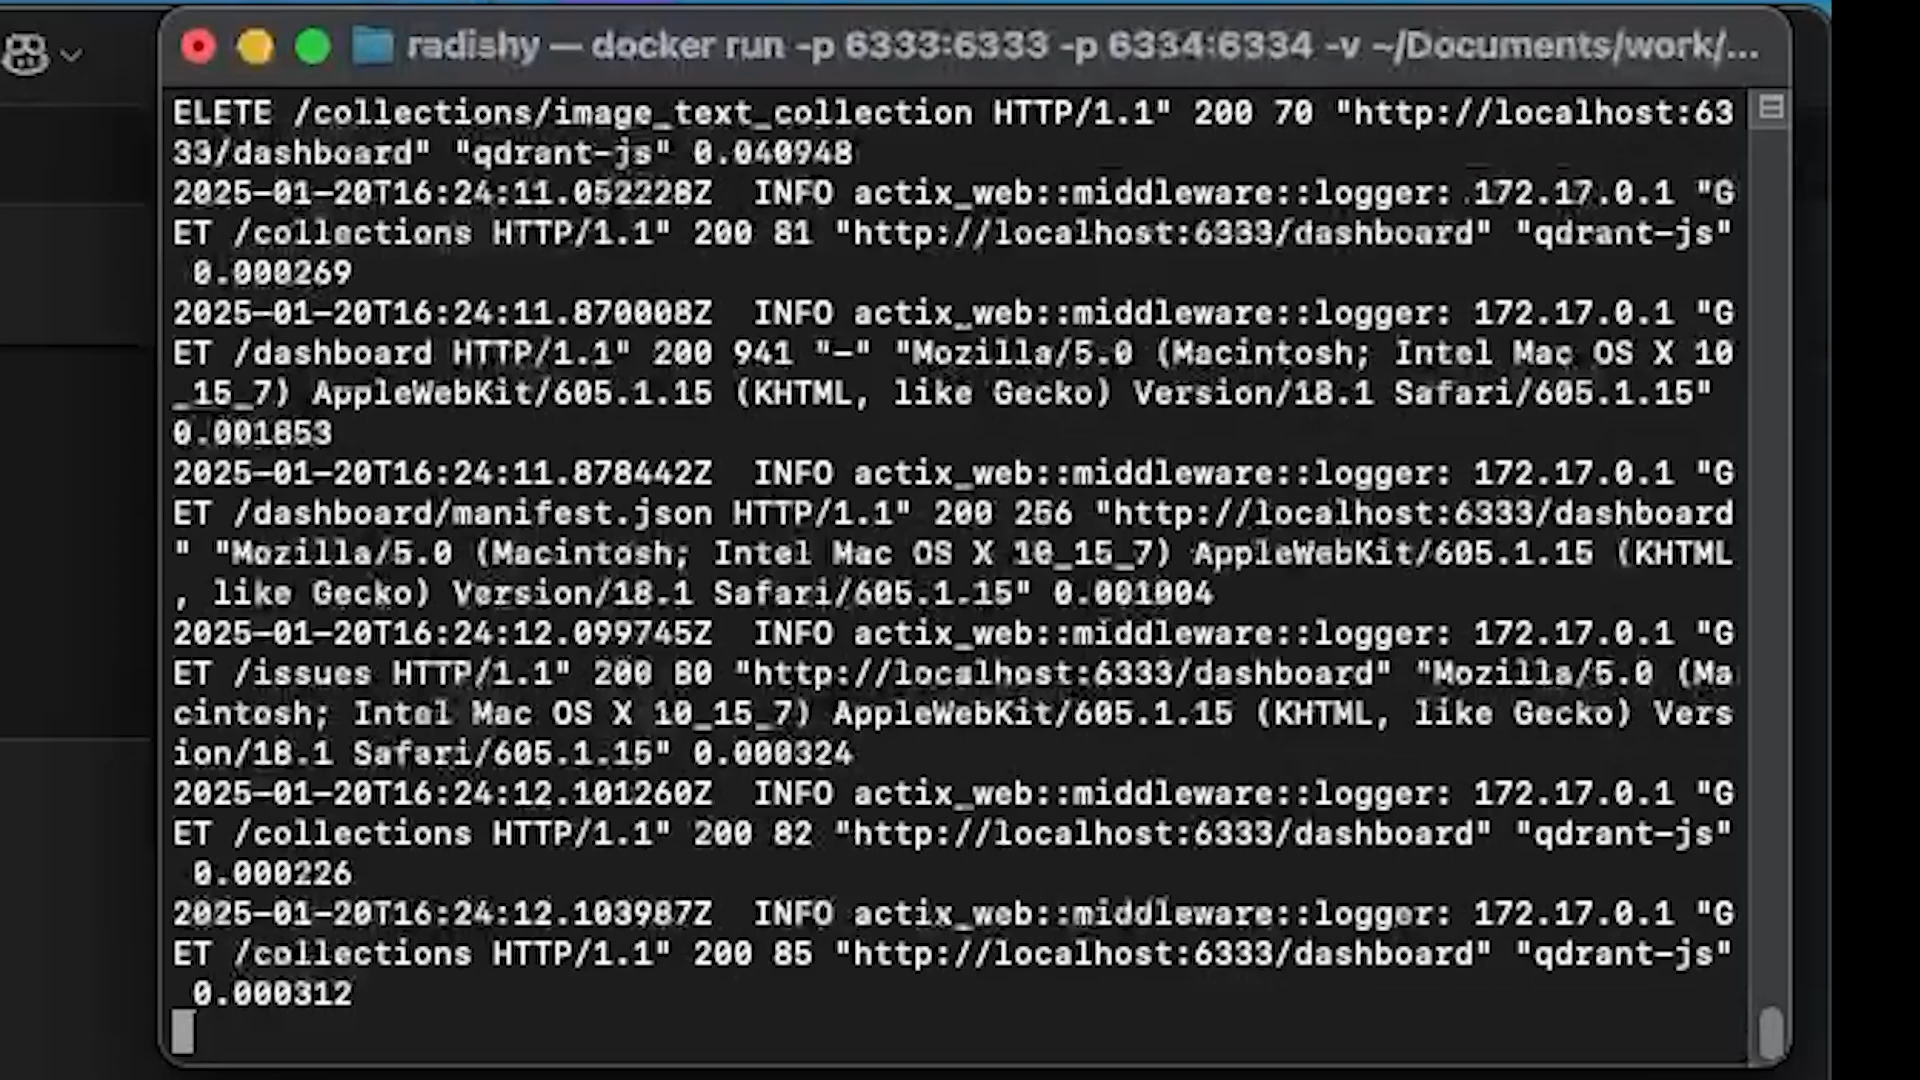 radishy — docker run -p 6333:6333 -p 6334:6334 -v ~/Documents/work/...
ELETE /collections/image_text_collection HTTP/1.1" 200 70 "http://localhost:63
33/dashboard" "qdrant-js" 0.040948
2025-01-20T16:24:11.052228Z  INFO actix_web::middleware::logger: 172.17.0.1 "G
ET /collections HTTP/1.1" 200 81 "http://localhost:6333/dashboard" "qdrant-js"
 0.000269
2025-01-20T16:24:11.870008Z  INFO actix_web::middleware::logger: 172.17.0.1 "G
ET /dashboard HTTP/1.1" 200 941 "-" "Mozilla/5.0 (Macintosh; Intel Mac OS X 10
_15_7) AppleWebKit/605.1.15 (KHTML, like Gecko) Version/18.1 Safari/605.1.15"
0.001853
2025-01-20T16:24:11.878442Z  INFO actix_web::middleware::logger: 172.17.0.1 "G
ET /dashboard/manifest.json HTTP/1.1" 200 256 "http://localhost:6333/dashboard
" "Mozilla/5.0 (Macintosh; Intel Mac OS X 10_15_7) AppleWebKit/605.1.15 (KHTML
, like Gecko) Version/18.1 Safari/605.1.15" 0.001004
2025-01-20T16:24:12.099745Z  INFO actix_web::middleware::logger: 172.17.0.1 "G
ET /issues HTTP/1.1" 200 80 "http://localhost:6333/dashboard" "Mozilla/5.0 (Ma
cintosh; Intel Mac OS X 10_15_7) AppleWebKit/605.1.15 (KHTML, like Gecko) Vers
ion/18.1 Safari/605.1.15" 0.000324
2025-01-20T16:24:12.101260Z  INFO actix_web::middleware::logger: 172.17.0.1 "G
ET /collections HTTP/1.1" 200 82 "http://localhost:6333/dashboard" "qdrant-js"
 0.000226
2025-01-20T16:24:12.103987Z  INFO actix_web::middleware::logger: 172.17.0.1 "G
ET /collections HTTP/1.1" 200 85 "http://localhost:6333/dashboard" "qdrant-js"
 0.000312